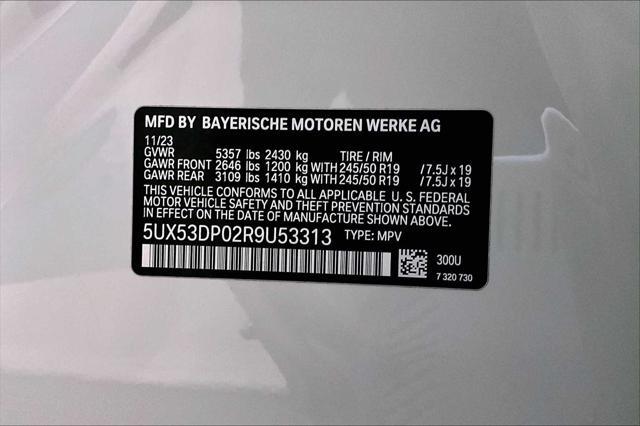 MFD BY BAYERISCHE MOTOREN WERKE AG
11/23
GVWR 5357 lbs 2430 kg TIRE / RIM
GAWR FRONT 2646 lbs 1200 kg WITH 245/50 R19 / 7.5J x 19
GAWR REAR 3109 lbs 1410 kg WITH 245/50 R19 / 7.5J x 19
THIS VEHICLE CONFORMS TO ALL APPLICABLE U. S. FEDERAL
MOTOR VEHICLE SAFETY AND THEFT PREVENTION STANDARDS
IN EFFECT ON THE DATE OF MANUFACTURE SHOWN ABOVE.
5UX53DP02R9U53313 TYPE: MPV
300U
7 320 730